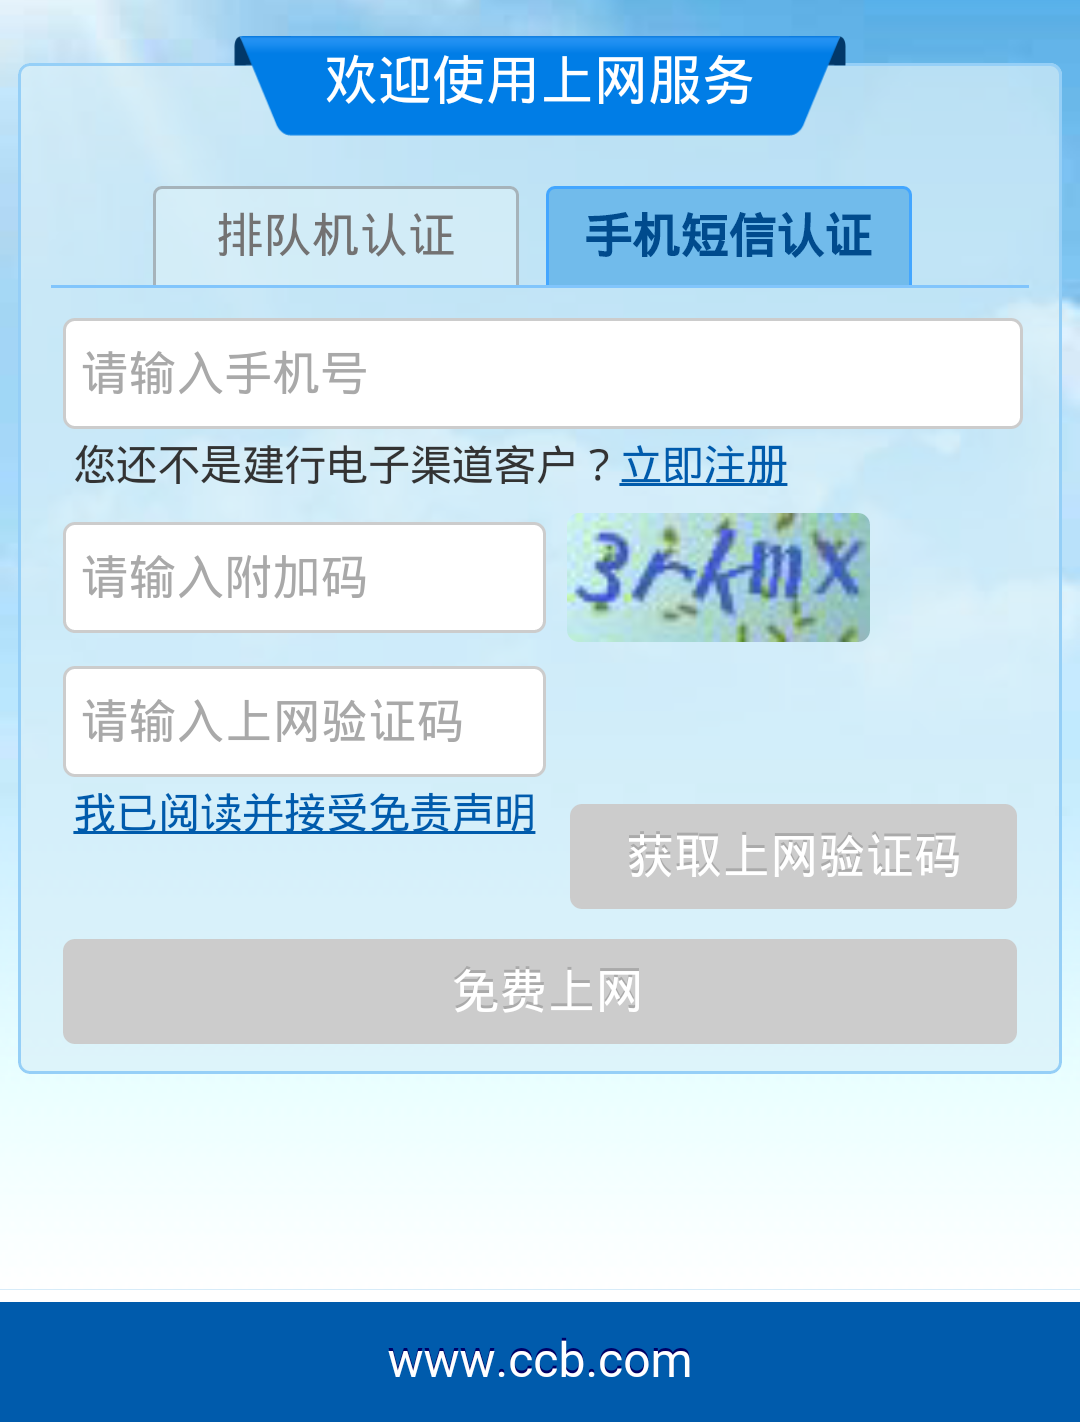 欢迎使用上网服务
排队机认证 手机短信认证
请输入手机号
您还不是建行电子渠道客户？立即注册
请输入附加码 3rkmx
请输入上网验证码
我已阅读并接受免责声明
获取上网验证码
免费上网
www.ccb.com